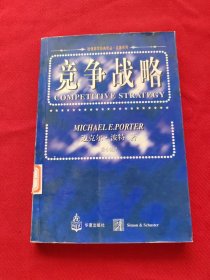 竞争战略
COMPETITIVE STRATEGY
MICHAEL E.PORTER
迈克尔·波特 著
华夏出版社
Simon & Schuster